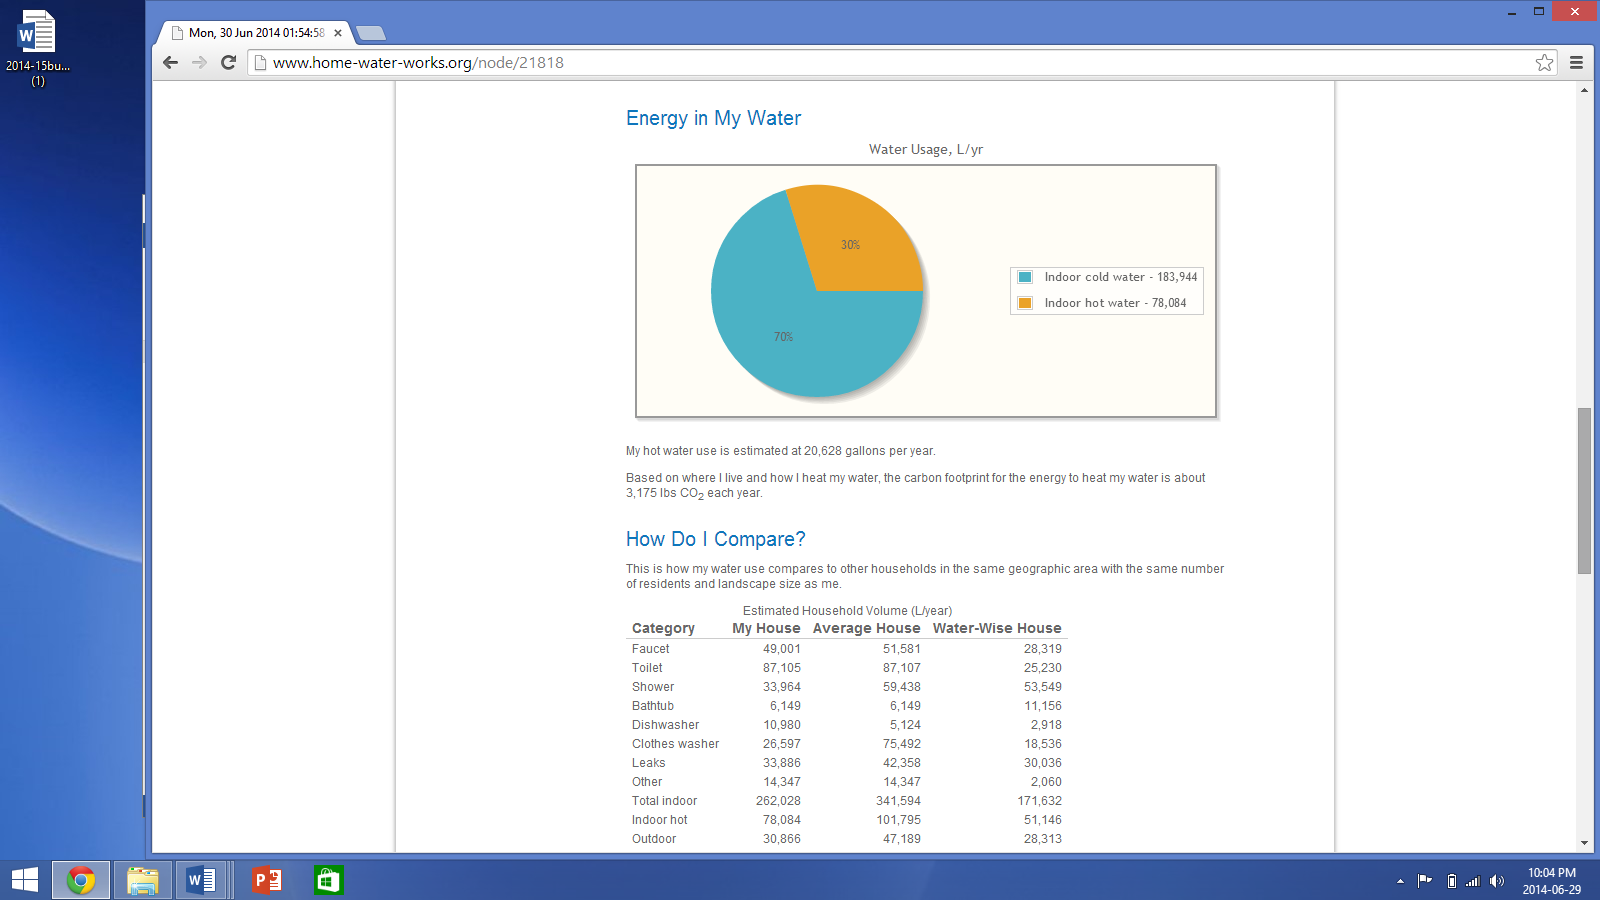 2014-15bu...
(1)
Mon, 30 Jun 2014 01:54:58
www.home-water-works.org/node/21818
Energy in My Water
Water Usage, L/yr
30%
70%
Indoor cold water - 183,944
Indoor hot water - 78,084
My hot water use is estimated at 20,628 gallons per year.
Based on where I live and how I heat my water, the carbon footprint for the energy to heat my water is about
3,175 lbs CO2 each year.
How Do I Compare?
This is how my water use compares to other households in the same geographic area with the same number
of residents and landscape size as me.
Estimated Household Volume (L/year)
Category My House Average House Water-Wise House
Faucet 49,001 51,581 28,319
Toilet 87,105 87,107 25,230
Shower 33,964 59,438 53,549
Bathtub 6,149 6,149 11,156
Dishwasher 10,980 5,124 2,918
Clothes washer 26,597 75,492 18,536
Leaks 33,886 42,358 30,036
Other 14,347 14,347 2,060
Total indoor 262,028 341,594 171,632
Indoor hot 78,084 101,795 51,146
Outdoor 30,866 47,189 28,313
10:04 PM
2014-06-29